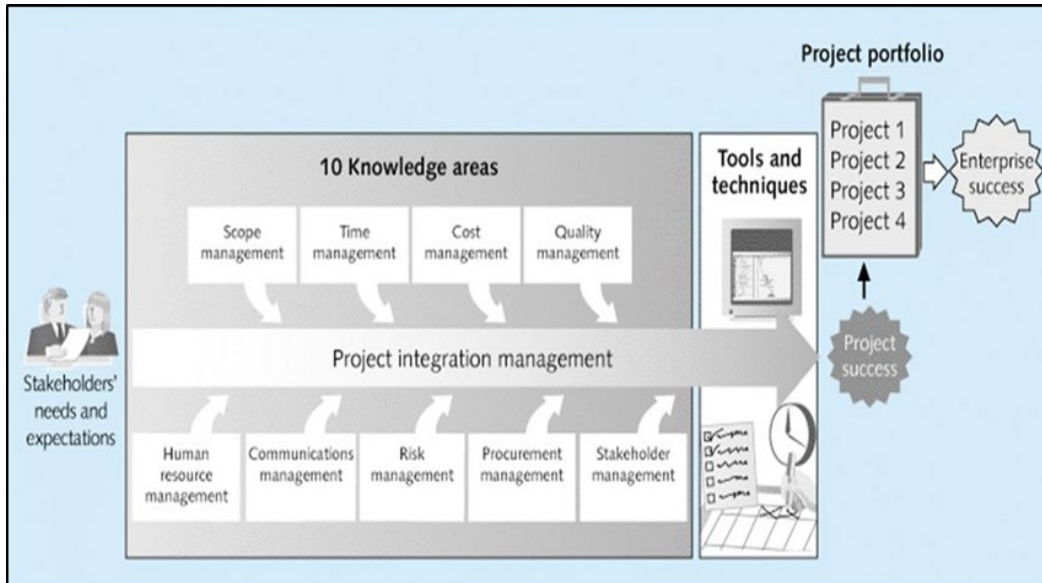 Project portfolio
Project 1
Project 2
Project 3
Project 4
Enterprise
success
10 Knowledge areas
Tools and
techniques
Scope
management
Time
management
Cost
management
Quality
management
Project integration management
Project
success
Stakeholders'
needs and
expectations
Human
resource
management
Communications
management
Risk
management
Procurement
management
Stakeholder
management